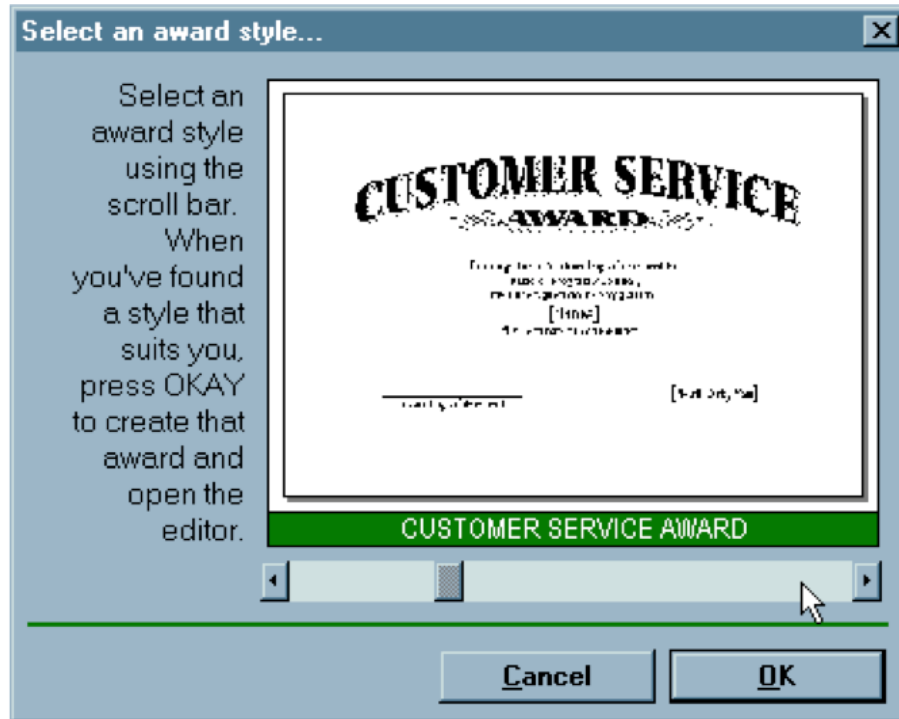 Select an award style...
Select an
award style
using the
scroll bar.
When
you've found
a style that
suits you,
press OKAY
to create that
award and
open the
editor.
CUSTOMER SERVICE
AWARD
[Name]
CUSTOMER SERVICE AWARD
Cancel
OK